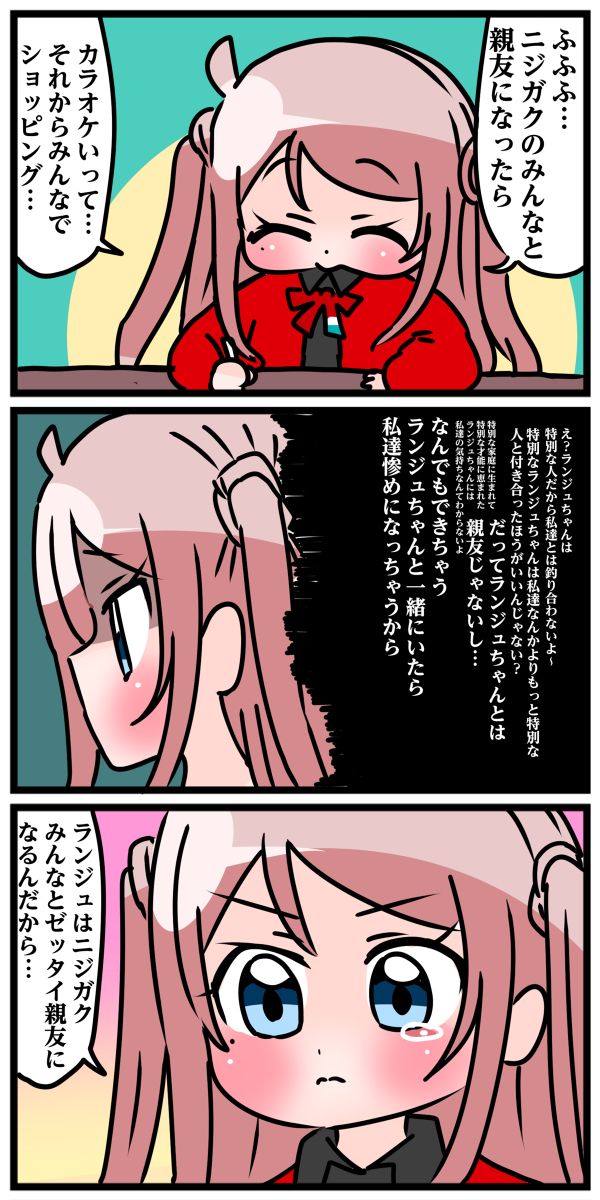 ふふふ…
ニジガクのみんなと
親友になったら
カラオケいって…
それからみんなで
ショッピング…
え?ランジュちゃんは
特別な人だから私達とは釣り合わないよ~
特別なランジュちゃんは私達なんかよりもっと特別な
人と付き合ったほうがいいんじゃない?
だってランジュちゃんとは
親友じゃないし…
特別な家庭に生まれて
特別な才能に恵まれた
ランジュちゃんには
私達の気持ちなんてわからないよ
なんでもできちゃう
ランジュちゃんと一緒にいたら
私達惨めになっちゃうから
ランジュはニジガク
みんなとゼッタイ親友に
なるんだから…